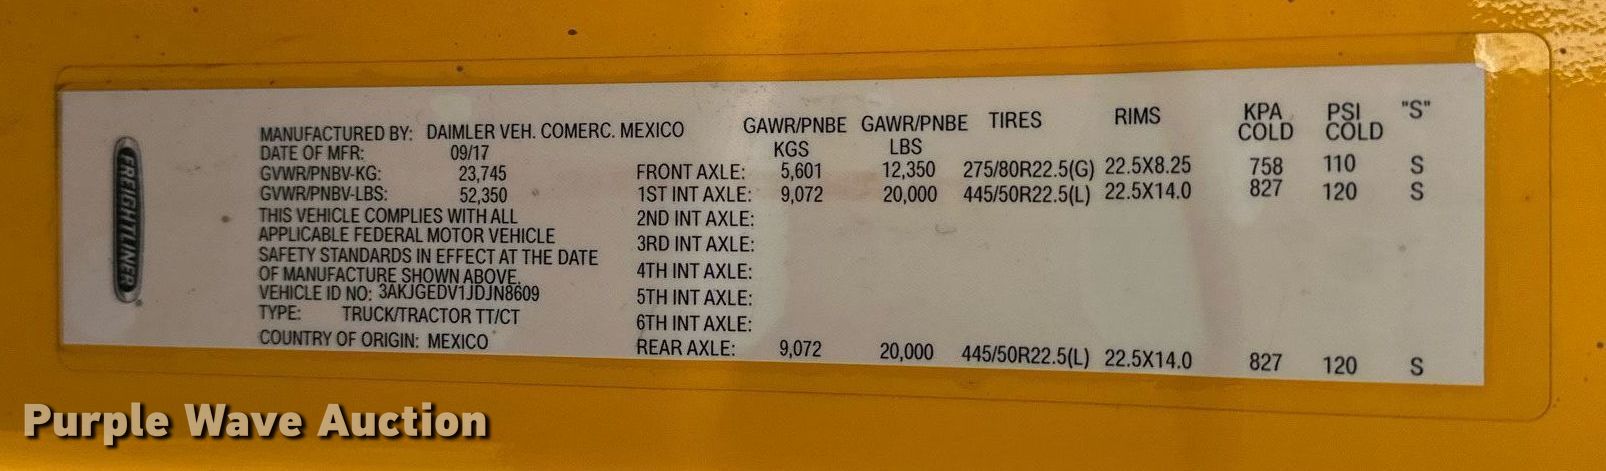 FREIGHTLINER
MANUFACTURED BY: DAIMLER VEH. COMERC. MEXICO
DATE OF MFR: 09/17
GVWR/PNBV-KG: 23,745
GVWR/PNBV-LBS: 52,350
THIS VEHICLE COMPLIES WITH ALL
APPLICABLE FEDERAL MOTOR VEHICLE
SAFETY STANDARDS IN EFFECT AT THE DATE
OF MANUFACTURE SHOWN ABOVE.
VEHICLE ID NO: 3AKJGEDV1JDJN8609
TYPE: TRUCK/TRACTOR TT/CT
COUNTRY OF ORIGIN: MEXICO
GAWR/PNBE GAWR/PNBE TIRES RIMS KPA PSI "S"
KGS LBS COLD COLD
FRONT AXLE: 5,601 12,350 275/80R22.5(G) 22.5X8.25 758 110 S
1ST INT AXLE: 9,072 20,000 445/50R22.5(L) 22.5X14.0 827 120 S
2ND INT AXLE:
3RD INT AXLE:
4TH INT AXLE:
5TH INT AXLE:
6TH INT AXLE:
REAR AXLE: 9,072 20,000 445/50R22.5(L) 22.5X14.0 827 120 S
Purple Wave Auction